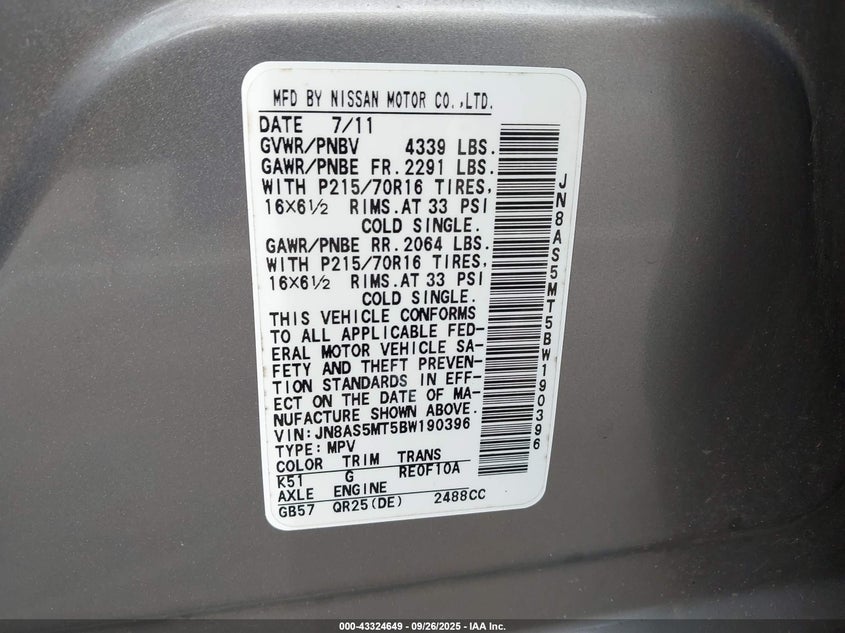 MFD BY NISSAN MOTOR CO.,LTD.
DATE 7/11
GVWR/PNBV 4339 LBS.
GAWR/PNBE FR.2291 LBS.
WITH P215/70R16 TIRES,
16X6½ RIMS.AT 33 PSI
COLD SINGLE.
GAWR/PNBE RR.2064 LBS.
WITH P215/70R16 TIRES,
16X6½ RIMS.AT 33 PSI
COLD SINGLE.
THIS VEHICLE CONFORMS
TO ALL APPLICABLE FED-
ERAL MOTOR VEHICLE SA-
FETY AND THEFT PREVEN-
TION STANDARDS IN EFF-
ECT ON THE DATE OF MA-
NUFACTURE SHOWN ABOVE.
VIN:JN8AS5MT5BW190396
TYPE:MPV
COLOR TRIM TRANS
K51 G RE0F10A
AXLE ENGINE
GB57 QR25(DE) 2488CC
JN8AS5MT5BW190396
000-43324649 - 09/26/2025 - IAA Inc.